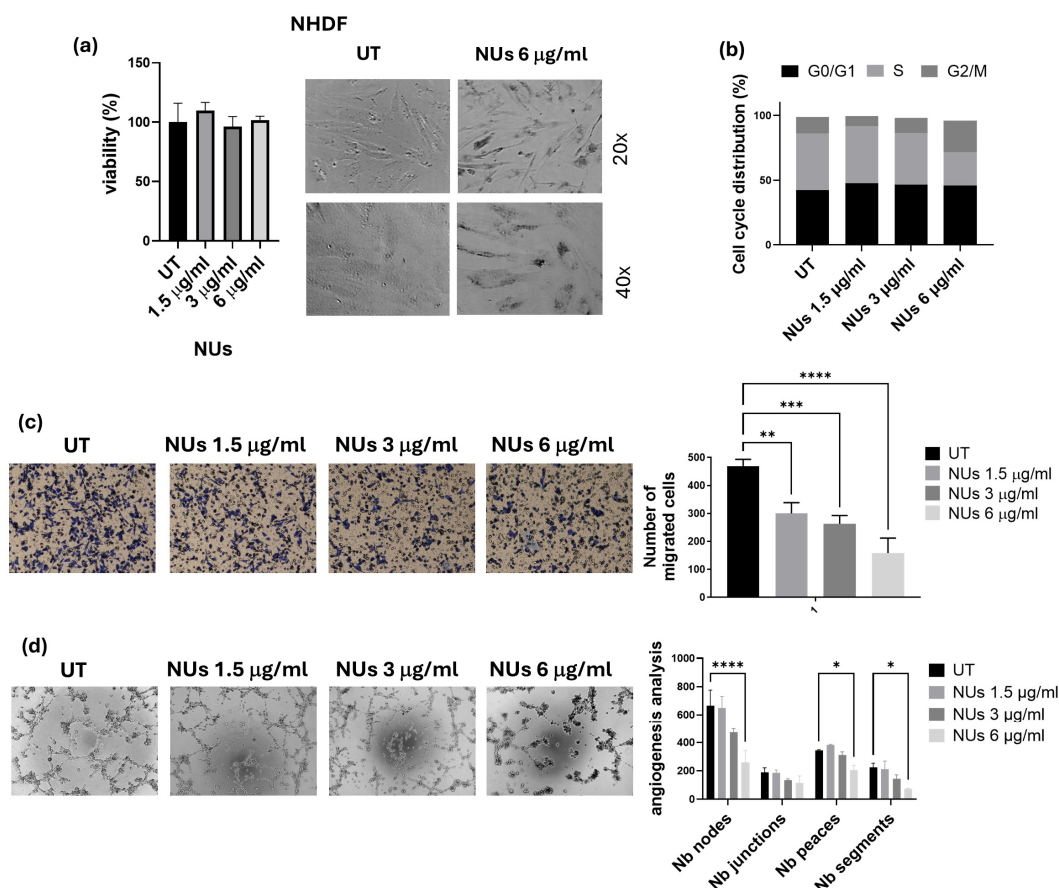 NHDF
(a)
UT
NUs 6 μg/ml
viability (%)
150
100
50
0
UT
1.5 μg/ml
3 μg/ml
6 μg/ml
NUs
20x
40x
(b)
G0/G1
S
G2/M
Cell cycle distribution (%)
100
50
0
UT
NUs 1.5 μg/ml
NUs 3 μg/ml
NUs 6 μg/ml
(c)
UT
NUs 1.5 μg/ml
NUs 3 μg/ml
NUs 6 μg/ml
****
***
**
Number of
migrated cells
500
400
300
200
100
0
1
UT
NUs 1.5 μg/ml
NUs 3 μg/ml
NUs 6 μg/ml
(d)
UT
NUs 1.5 μg/ml
NUs 3 μg/ml
NUs 6 μg/ml
angiogenesis analysis
1000
800
600
400
200
0
****
*
*
Nb nodes
Nb junctions
Nb peaces
Nb segments
UT
NUs 1.5 μg/ml
NUs 3 μg/ml
NUs 6 μg/ml